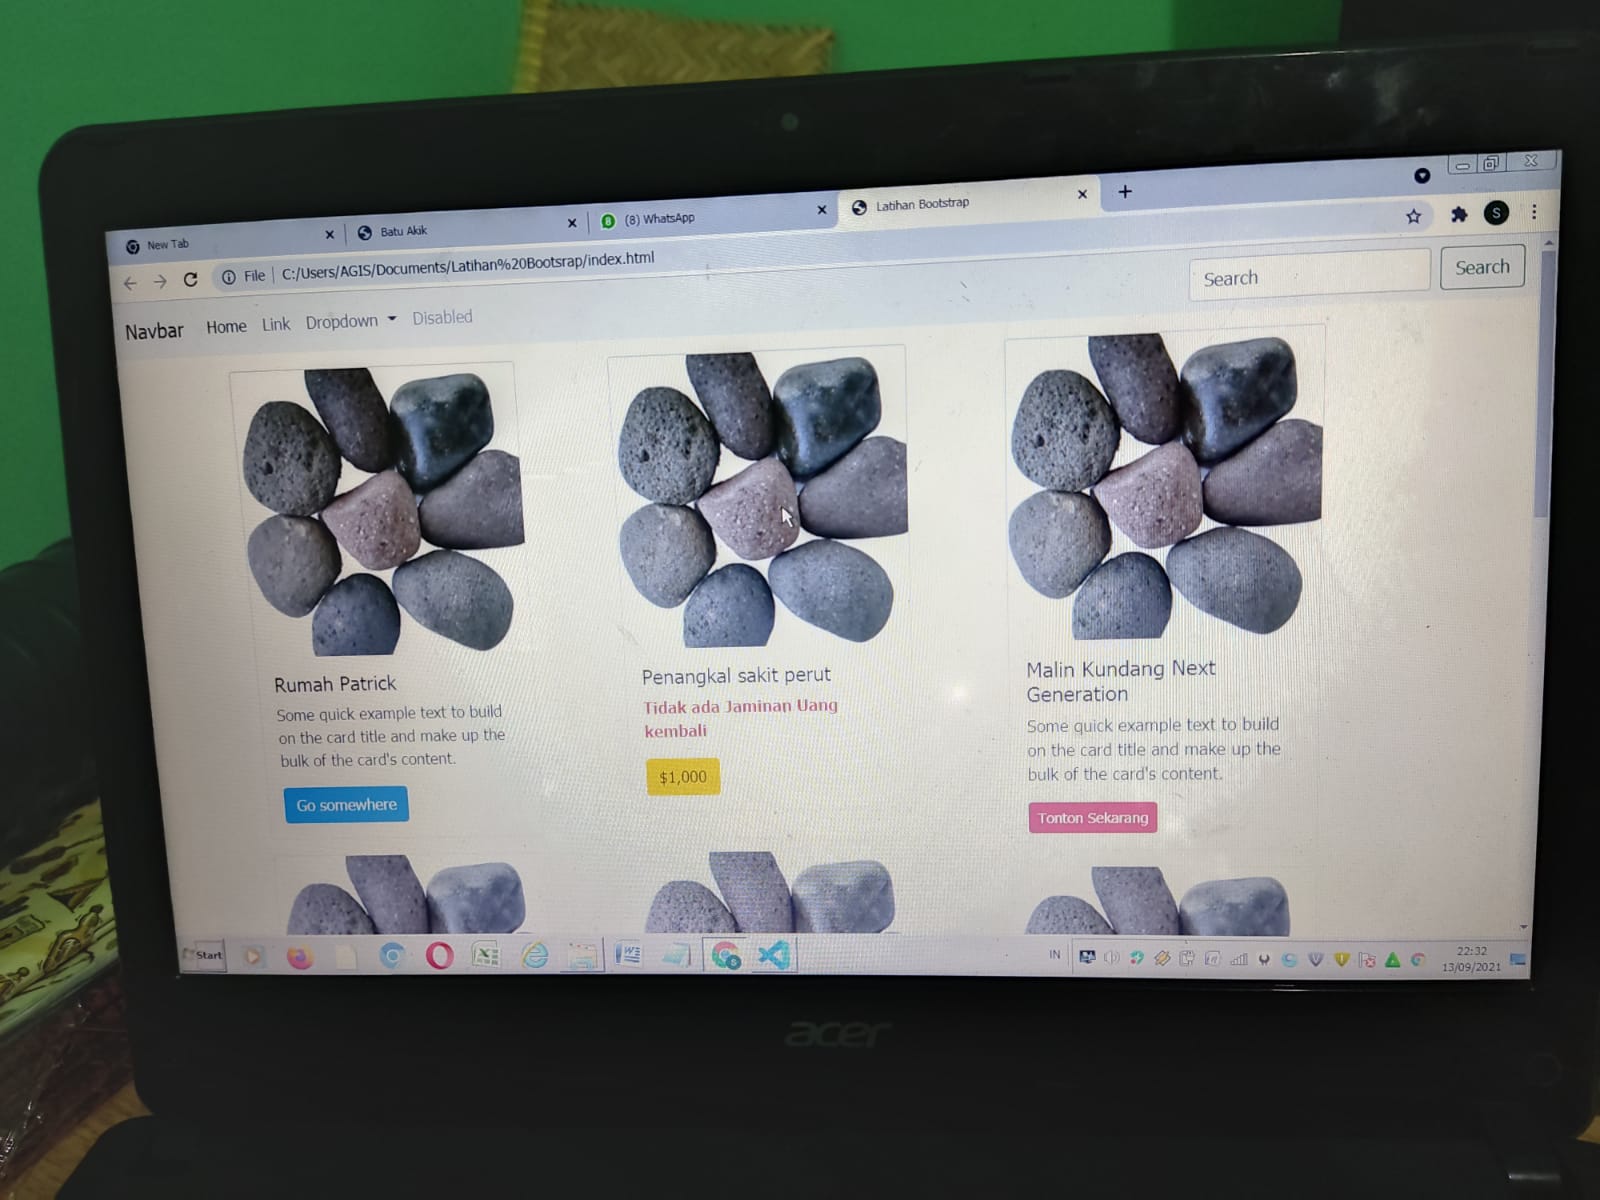 New Tab
Batu Akik
(8) WhatsApp
Latihan Bootstrap
File
C:/Users/AGIS/Documents/Latihan%20Bootsrap/index.html
S
Navbar
Home
Link
Dropdown
Disabled
Search
Search
Rumah Patrick
Some quick example text to build
on the card title and make up the
bulk of the card's content.
Go somewhere
Penangkal sakit perut
Tidak ada Jaminan Uang
kembali
$1,000
Malin Kundang Next
Generation
Some quick example text to build
on the card title and make up the
bulk of the card's content.
Tonton Sekarang
Start
IN
22:32
13/09/2021
acer